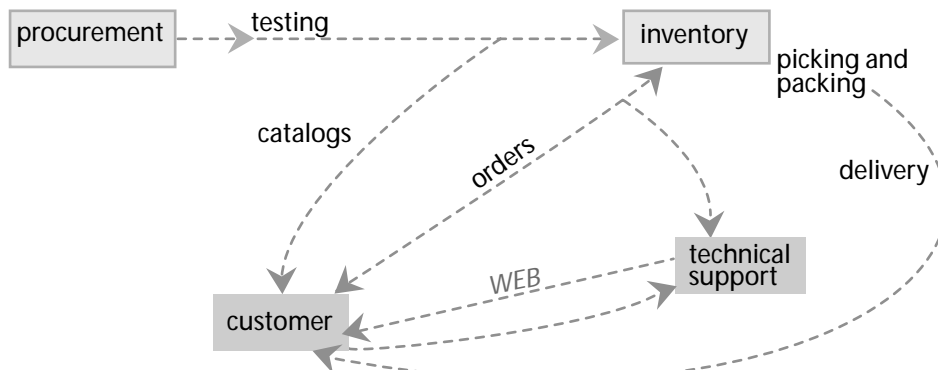 testing
procurement
inventory
picking and
packing
catalogs
orders
delivery
technical
support
WEB
customer